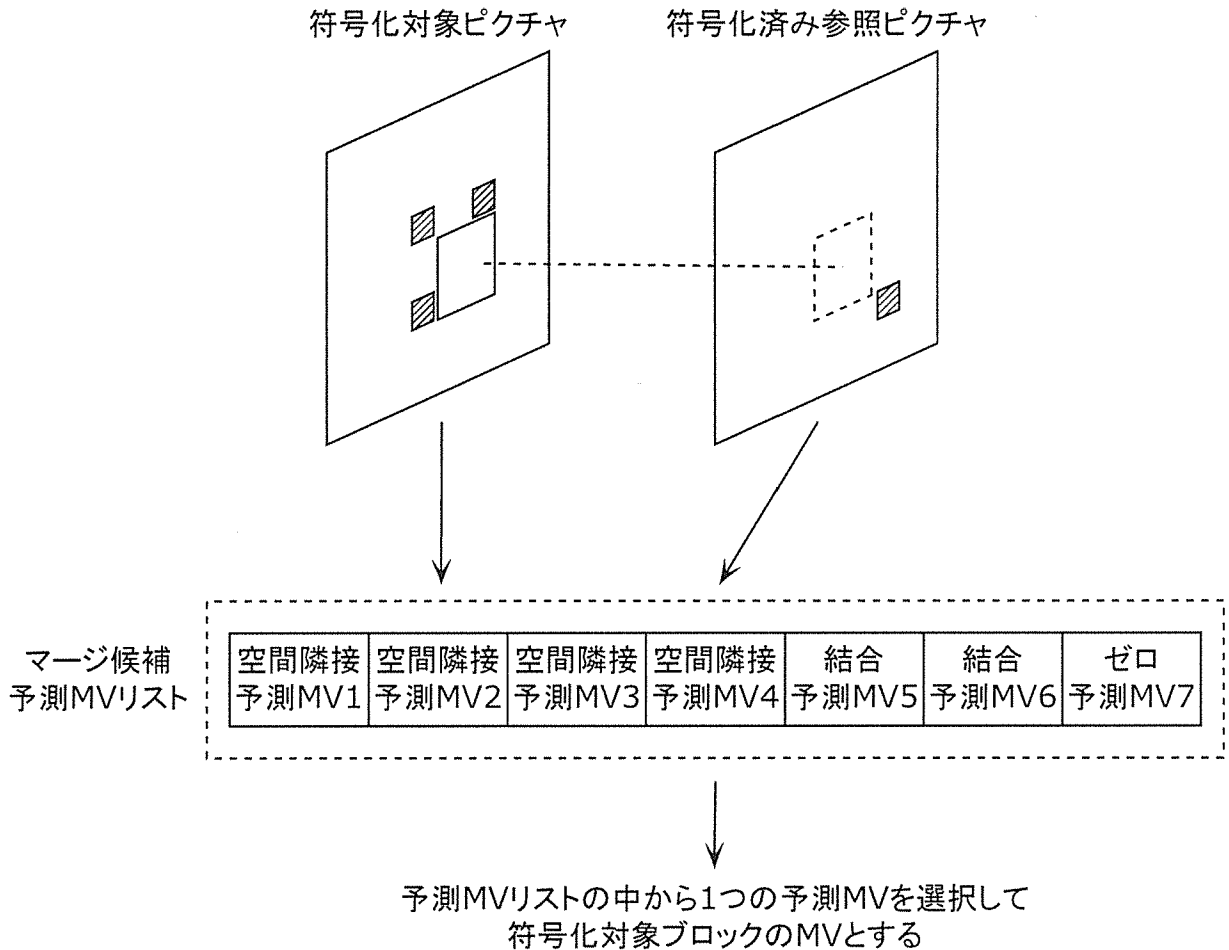 符号化対象ピクチャ
符号化済み参照ピクチャ
マージ候補
予測MVリスト
空間隣接
予測MV1
空間隣接
予測MV2
空間隣接
予測MV3
空間隣接
予測MV4
結合
予測MV5
結合
予測MV6
ゼロ
予測MV7
予測MVリストの中から1つの予測MVを選択して
符号化対象ブロックのMVとする